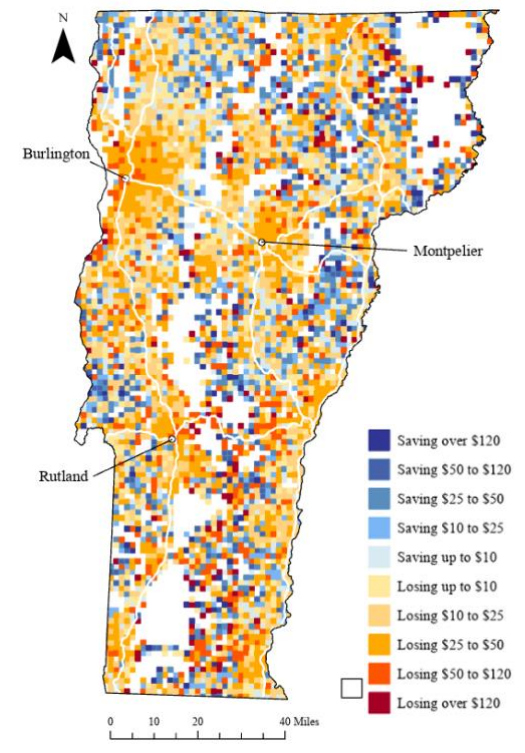 N
Burlington
Montpelier
Rutland
Saving over $120
Saving $50 to $120
Saving $25 to $50
Saving $10 to $25
Saving up to $10
Losing up to $10
Losing $10 to $25
Losing $25 to $50
Losing $50 to $120
Losing over $120
0 10 20 40 Miles